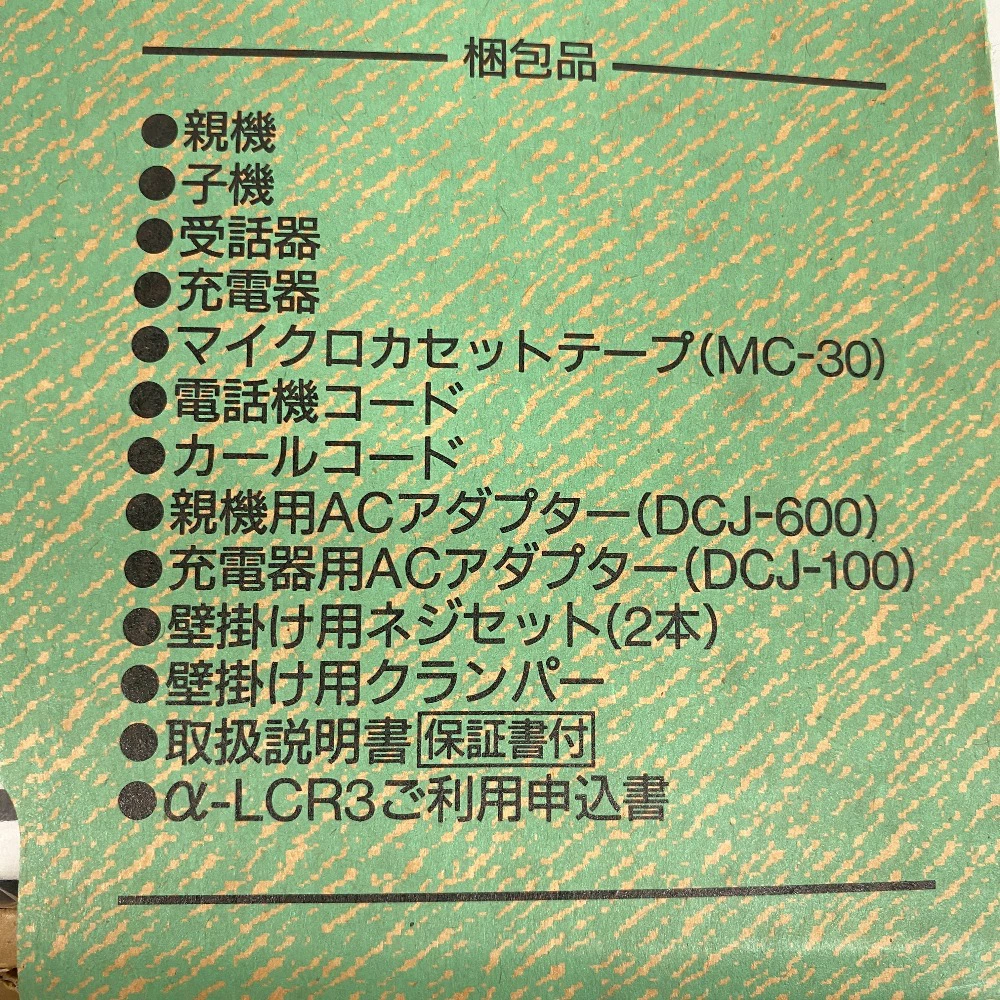 梱包品
●親機
●子機
●受話器
●充電器
●マイクロカセットテープ(MC-30)
●電話機コード
●カールコード
●親機用ACアダプター(DCJ-600)
●充電器用ACアダプター(DCJ-100)
●壁掛け用ネジセット(2本)
●壁掛け用クランパー
●取扱説明書 保証書付
●α-LCR3ご利用申込書